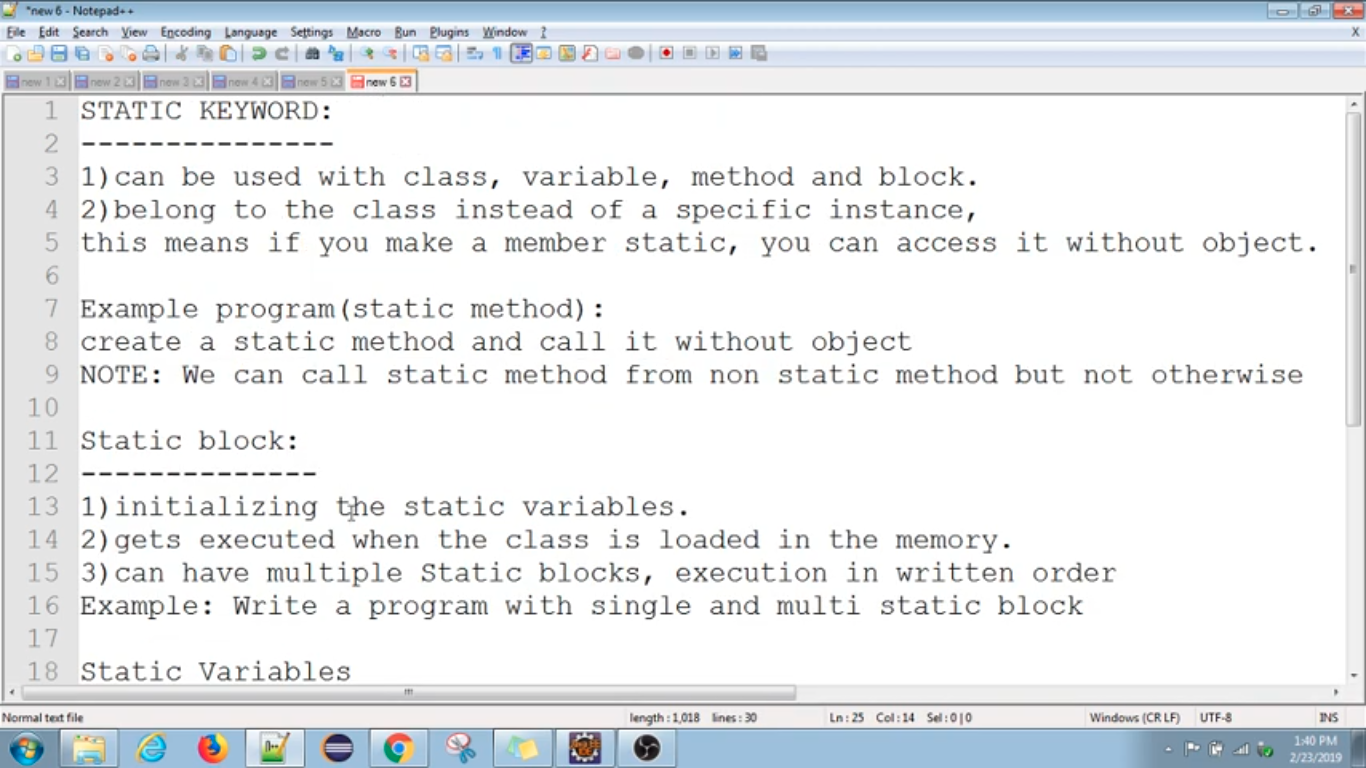 *new 6 - Notepad++
File Edit Search View Encoding Language Settings Macro Run Plugins Window ? X
new 1 new 2 new 3 new 4 new 5 new 6
1 STATIC KEYWORD:
2 ---------------
3 1)can be used with class, variable, method and block.
4 2)belong to the class instead of a specific instance,
5 this means if you make a member static, you can access it without object.
6
7 Example program(static method):
8 create a static method and call it without object
9 NOTE: We can call static method from non static method but not otherwise
10
11 Static block:
12 --------------
13 1)initializing the static variables.
14 2)gets executed when the class is loaded in the memory.
15 3)can have multiple Static blocks, execution in written order
16 Example: Write a program with single and multi static block
17
18 Static Variables
Normal text file length : 1,018 lines : 30 Ln : 25 Col : 14 Sel : 0 | 0 Windows (CR LF) UTF-8 INS
1:40 PM
2/23/2019